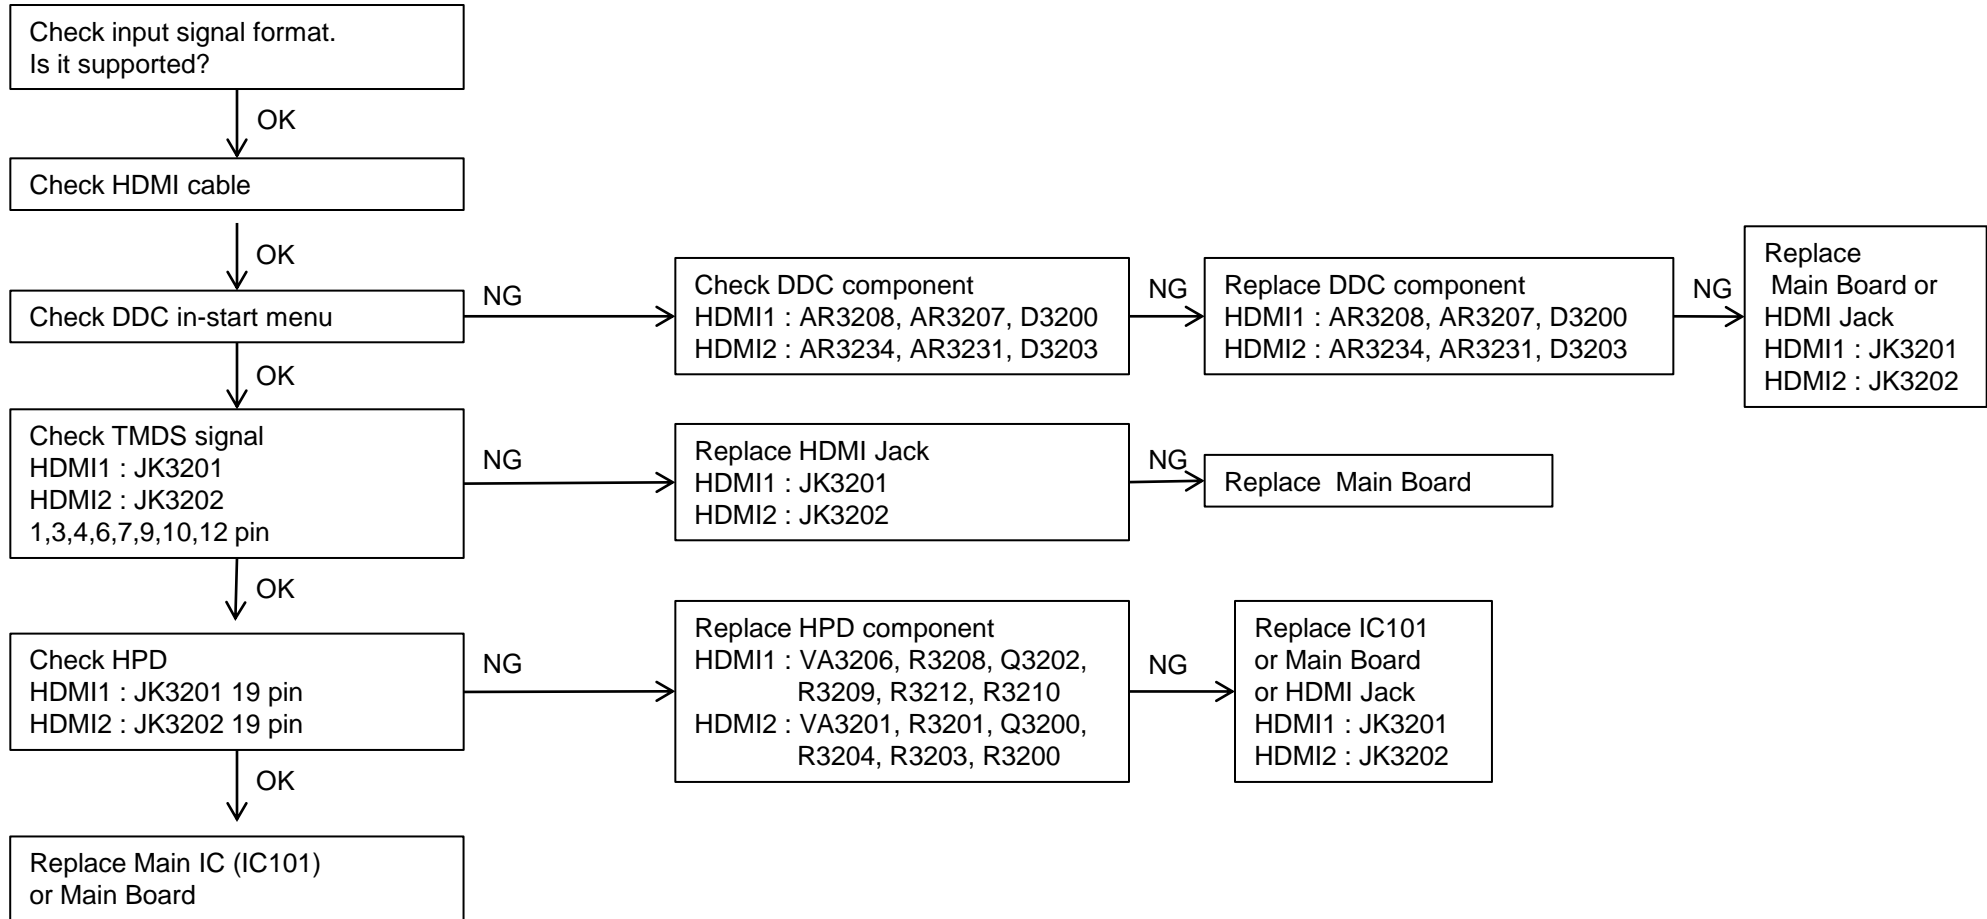 Check input signal format.
Is it supported?
OK
Check HDMI cable
OK
Check DDC in-start menu
NG
Check DDC component
HDMI1 : AR3208, AR3207, D3200
HDMI2 : AR3234, AR3231, D3203
NG
Replace DDC component
HDMI1 : AR3208, AR3207, D3200
HDMI2 : AR3234, AR3231, D3203
NG
Replace
Main Board or
HDMI Jack
HDMI1 : JK3201
HDMI2 : JK3202
OK
Check TMDS signal
HDMI1 : JK3201
HDMI2 : JK3202
1,3,4,6,7,9,10,12 pin
NG
Replace HDMI Jack
HDMI1 : JK3201
HDMI2 : JK3202
NG
Replace  Main Board
OK
Check HPD
HDMI1 : JK3201 19 pin
HDMI2 : JK3202 19 pin
NG
Replace HPD component
HDMI1 : VA3206, R3208, Q3202,
R3209, R3212, R3210
HDMI2 : VA3201, R3201, Q3200,
R3204, R3203, R3200
NG
Replace IC101
or Main Board
or HDMI Jack
HDMI1 : JK3201
HDMI2 : JK3202
OK
Replace Main IC (IC101)
or Main Board